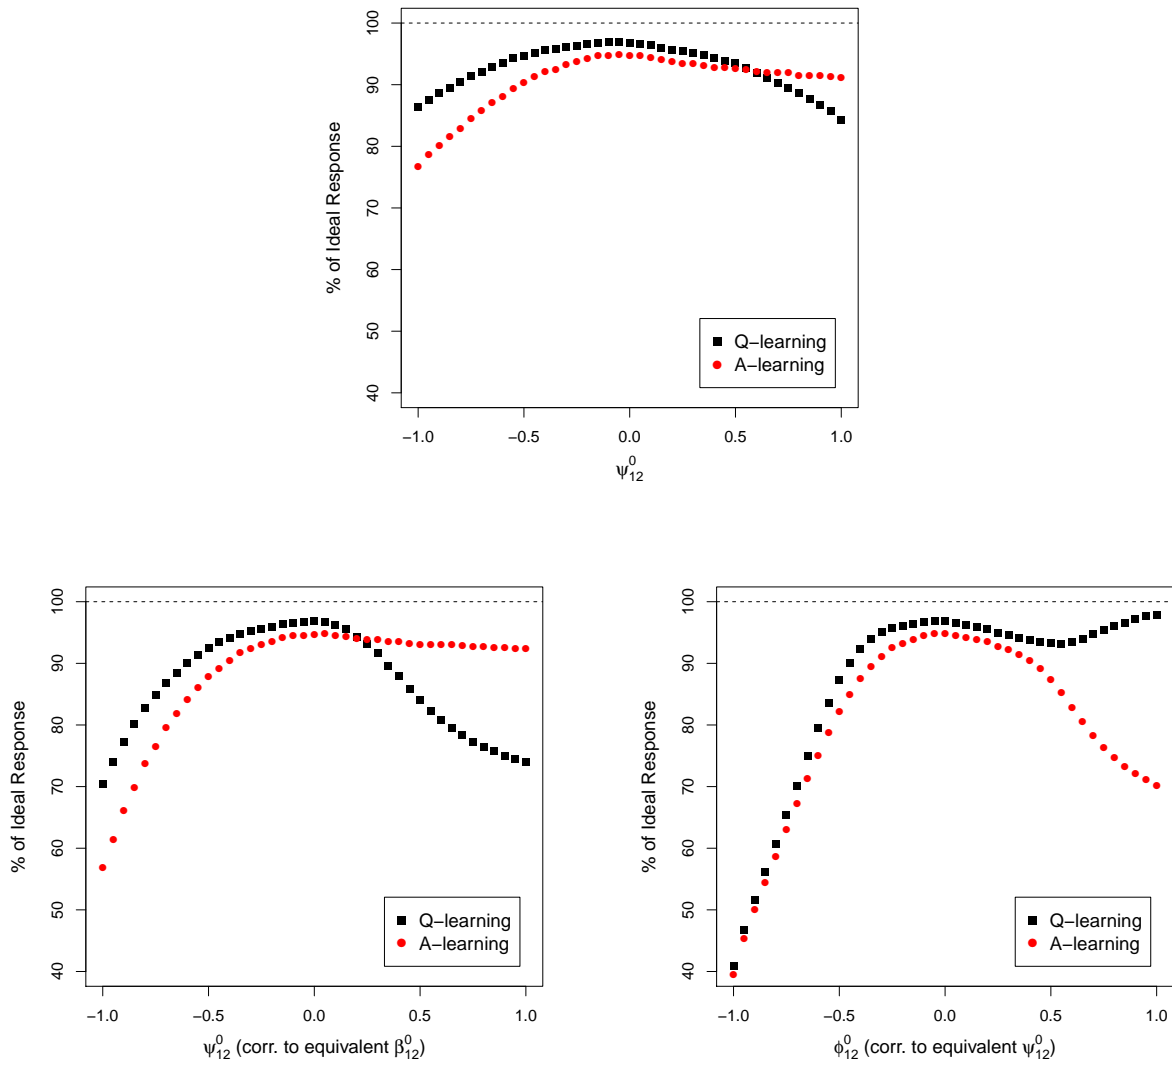 100
90
80
70
60
50
40
% of Ideal Response
Q−learning
A−learning
−1.0 −0.5 0.0 0.5 1.0
ψ⁰₁₂
100
90
80
70
60
50
40
% of Ideal Response
Q−learning
A−learning
−1.0 −0.5 0.0 0.5 1.0
ψ⁰₁₂ (corr. to equivalent β⁰₁₂)
100
90
80
70
60
50
40
% of Ideal Response
Q−learning
A−learning
−1.0 −0.5 0.0 0.5 1.0
ϕ⁰₁₂ (corr. to equivalent ψ⁰₁₂)